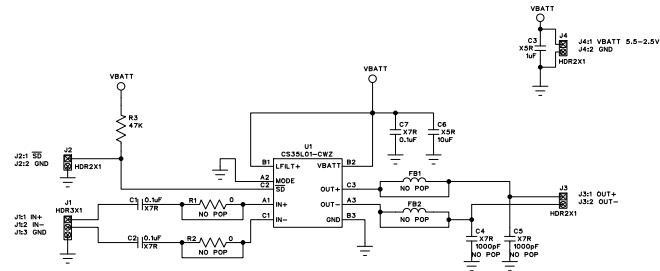 VBATT
J4
C3
X5R
1uF
J4:1 VBATT 5.5-2.5V
J4:2 GND
HDR2X1
VBATT
VBATT
R3
47K
C7
X7R
0.1uF
C6
X5R
10uF
U1
CS35L01-CWZ
J2:1 SD
J2:2 GND
J2
HDR2X1
B1
LFILT+
VBATT
B2
A2
MODE
C2
SD
FB1
NO POP
OUT+
C3
J1
HDR3X1
C1
0.1uF
X7R
R1
0
NO POP
A1
IN+
OUT-
A3
FB2
NO POP
J3
J3:1 OUT+
J3:2 OUT-
HDR2X1
J1:1 IN+
J1:2 IN-
J1:3 GND
C1
IN-
GND
B3
C2
0.1uF
X7R
R2
0
NO POP
C4
X7R
1000pF
NO POP
C5
X7R
1000pF
NO POP